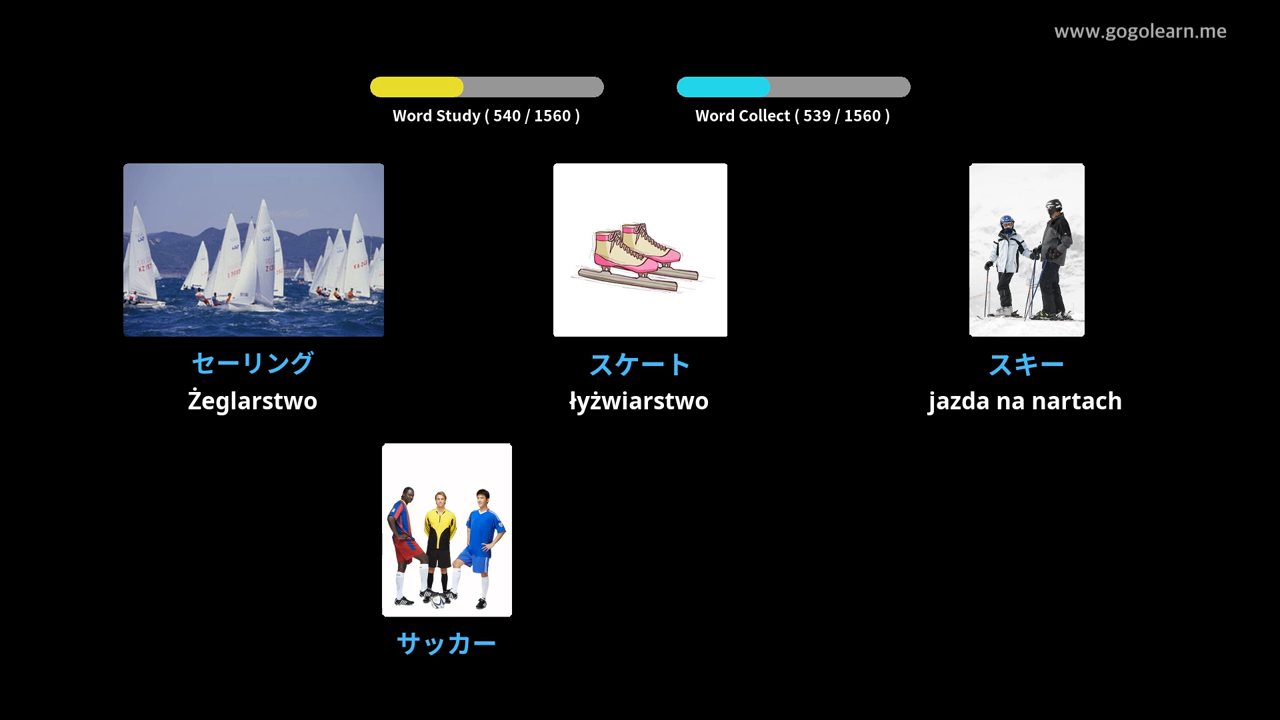 www.gogolearn.me
Word Study ( 540 / 1560 )
Word Collect ( 539 / 1560 )
セーリング
Żeglarstwo
スケート
łyżwiarstwo
スキー
jazda na nartach
サッカー